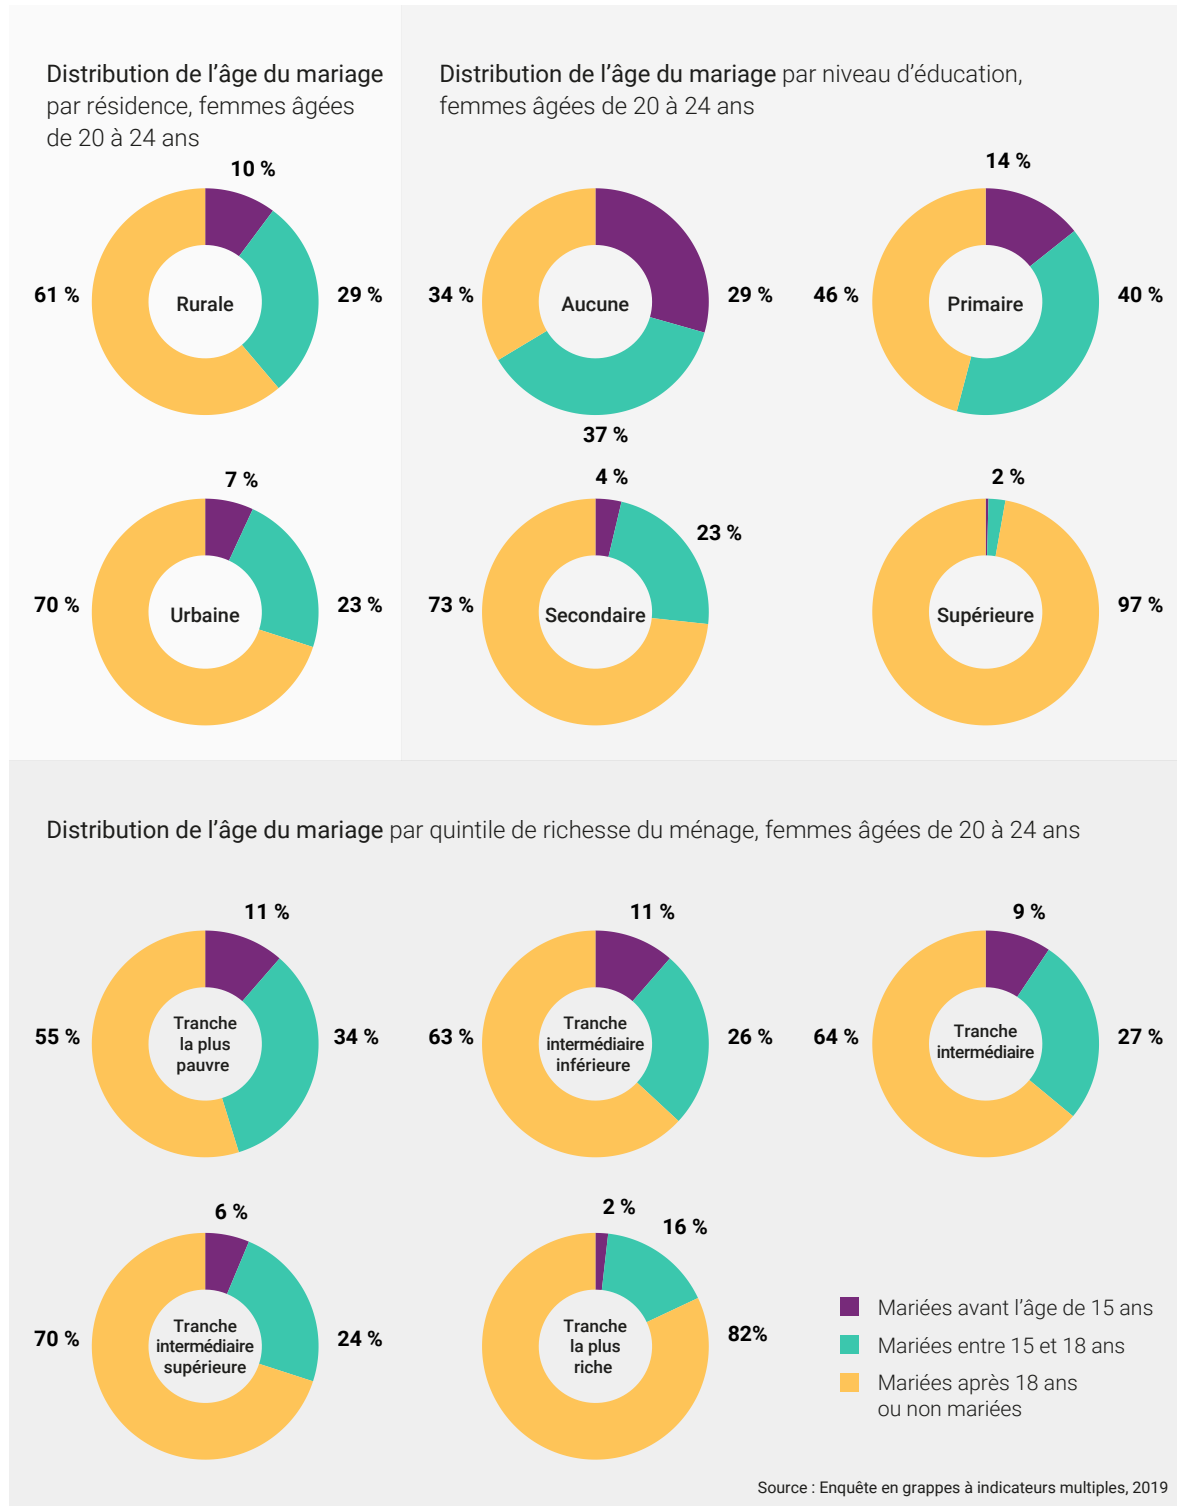 Distribution de l'âge du mariage
par résidence, femmes âgées
de 20 à 24 ans
10 %
61 %
Rurale
29 %
7 %
70 %
Urbaine
23 %
Distribution de l'âge du mariage par niveau d'éducation,
femmes âgées de 20 à 24 ans
34 %
Aucune
29 %
37 %
14 %
46 %
Primaire
40 %
4 %
23 %
73 %
Secondaire
2 %
Supérieure
97 %
Distribution de l'âge du mariage par quintile de richesse du ménage, femmes âgées de 20 à 24 ans
11 %
55 %
Tranche
la plus
pauvre
34 %
11 %
63 %
Tranche
intermédiaire
inférieure
26 %
9 %
64 %
Tranche
intermédiaire
27 %
6 %
70 %
Tranche
intermédiaire
supérieure
24 %
2 %
16 %
Tranche
la plus
riche
82%
Mariées avant l'âge de 15 ans
Mariées entre 15 et 18 ans
Mariées après 18 ans
ou non mariées
Source : Enquête en grappes à indicateurs multiples, 2019